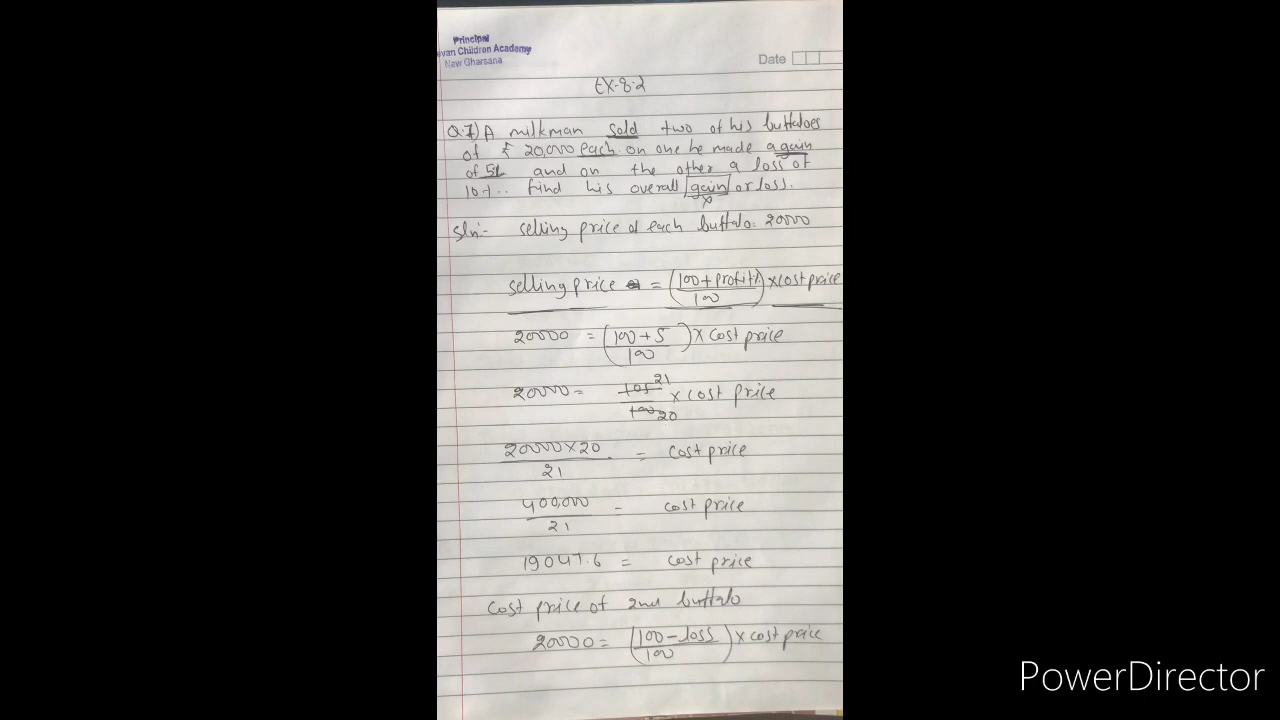 Principal
evan Children Academy
New Gharsana
Date
EX-8.2
Q.7) A milkman sold two of his buffaloes
of ₹ 20,000 each. on one he made a gain
of 5% and on the other a loss of
10%.. find his overall gain or loss.
Sln:- selling price of each buffalo = 20000
selling price = (100+profit%/100) × cost price
20000 = (100+5/100) × cost price
20000 = 105 21/100 20 × cost price
20000×20/21 = cost price
400,000/21 = cost price
19047.6 = cost price
cost price of 2nd buffalo
20000 = (100-loss/100) × cost price
PowerDirector